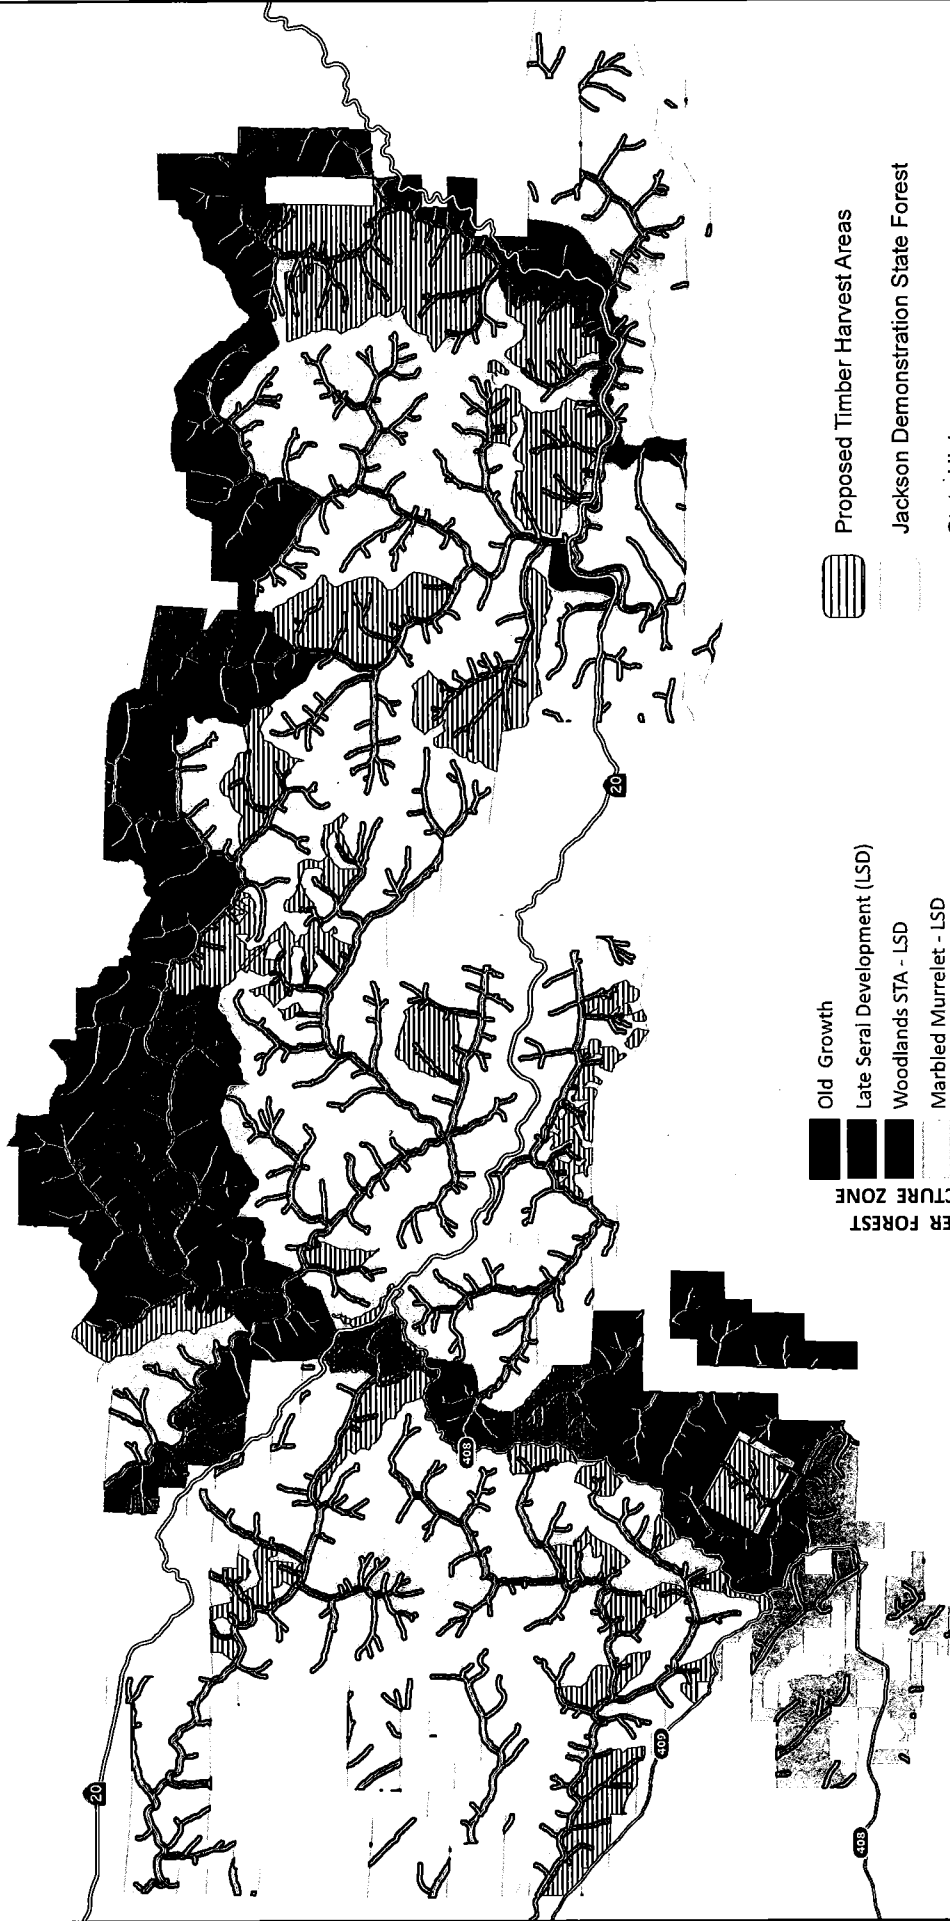 Proposed Timber Harvest Areas
Jackson Demonstration State Forest
Old Growth
Late Seral Development (LSD)
Woodlands STA - LSD
Marbled Murrelet - LSD
ER FOREST
CTURE ZONE
20
20
408
409
408